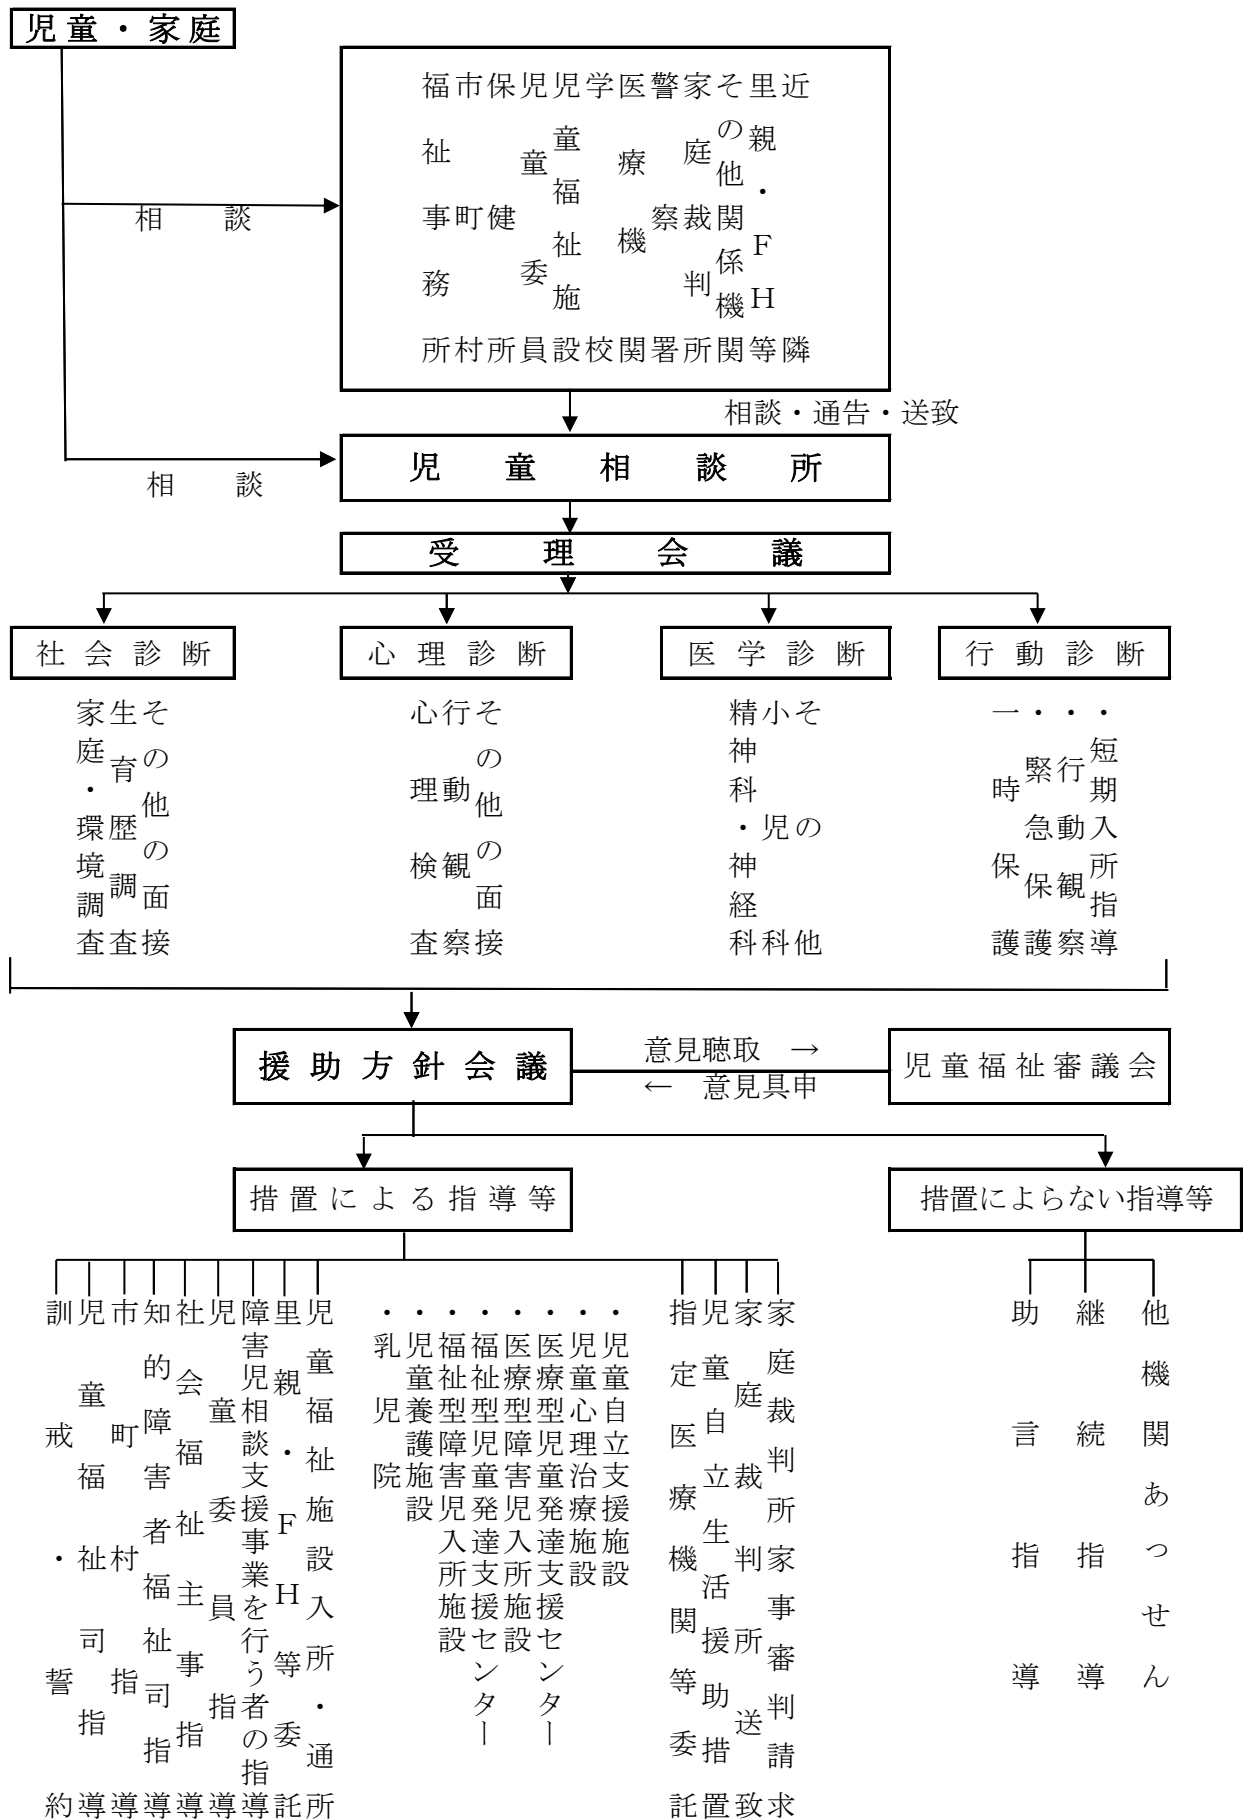 児童・家庭
福祉事務所
市町村
保健所
児童委員
児童福祉施設
学校
医療機関
警察署
家庭裁判所
その他関係機関
里親・ＦＨ等
近隣
相談
相談・通告・送致
児童相談所
相談
受理会議
社会診断
心理診断
医学診断
行動診断
家庭・環境調査
生育歴調査
その他の面接
心理検査
行動観察
その他の面接
精神科・神経科
小児科
その他
一時保護
・緊急保護
・行動観察
・短期入所指導
援助方針会議
意見聴取　→
←　意見具申
児童福祉審議会
措置による指導等
措置によらない指導等
訓戒・誓約
児童福祉司指導
市町村指導
知的障害者福祉司指導
社会福祉主事指導
児童委員指導
障害児相談支援事業を行う者の指導
里親・ＦＨ等委託
児童福祉施設入所・通所
・乳児院
・児童養護施設
・福祉型障害児入所施設
・福祉型児童発達支援センター
・医療型障害児入所施設
・医療型児童発達支援センター
・児童心理治療施設
・児童自立支援施設
指定医療機関等委託
児童自立生活援助措置
家庭裁判所送致
家庭裁判所家事審判請求
助言指導
継続指導
他機関あっせん